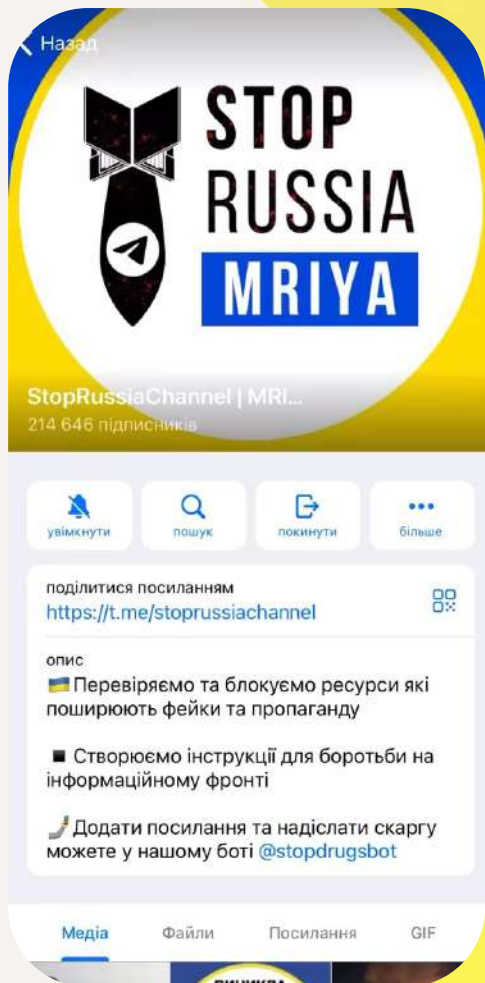 Назад
STOP
RUSSIA
MRIYA
StopRussiaChannel | MRI...
214 646 підписників
увімкнути
пошук
покинути
більше
поділитися посиланням
https://t.me/stoprussiachannel
опис
🇺🇦 Перевіряємо та блокуємо ресурси які
поширюють фейки та пропаганду
◾ Створюємо інструкції для боротьби на
інформаційному фронті
🤳 Додати посилання та надіслати скаргу
можете у нашому боті @stopdrugsbot
Медіа
Файли
Посилання
GIF